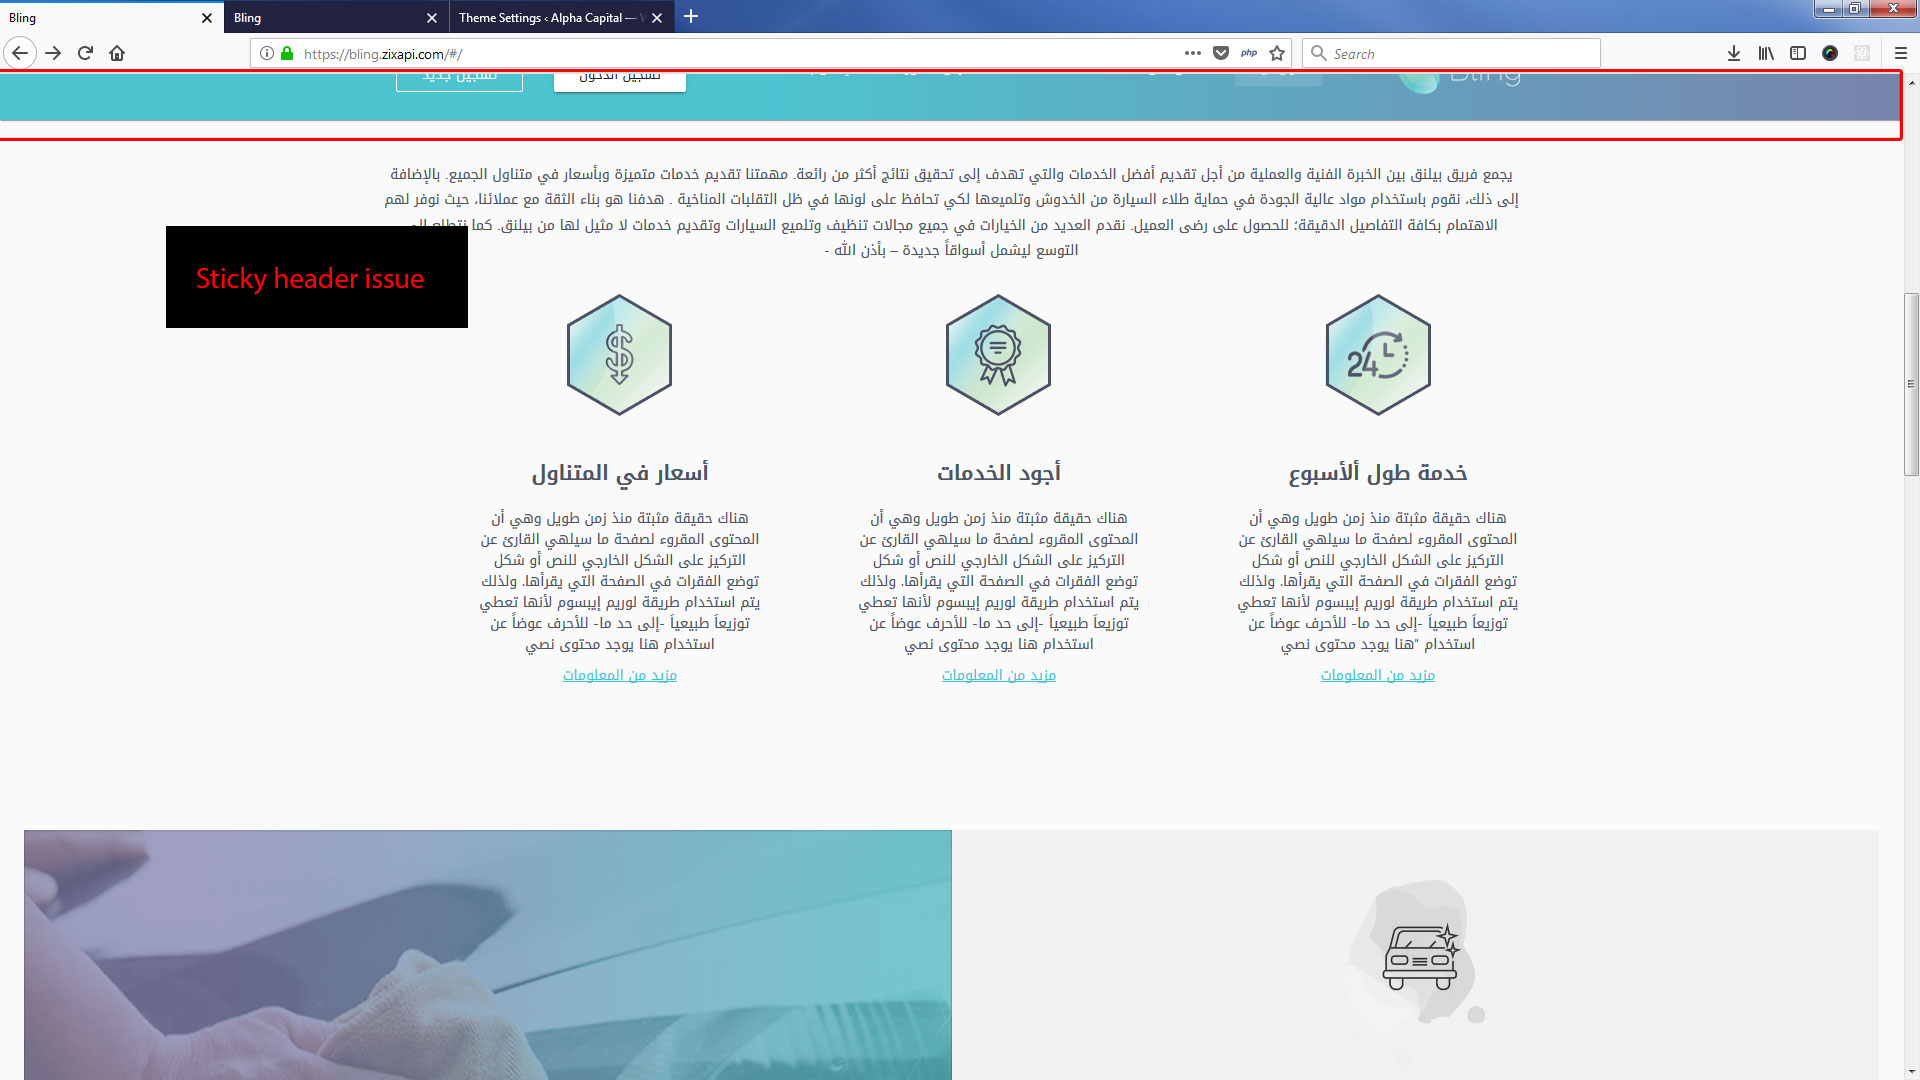 Bling
Bling
Theme Settings ‹ Alpha Capital — W
https://bling.zixapi.com/#/
php
Search
تسجيل جديد
تسجيل الدخول
Bling
يجمع فريق بيلنق بين الخبرة الفنية والعملية من أجل تقديم أفضل الخدمات والتي تهدف إلى تحقيق نتائج أكثر من رائعة. مهمتنا تقديم خدمات متميزة وبأسعار في متناول الجميع. بالإضافة
إلى ذلك، نقوم باستخدام مواد عالية الجودة في حماية طلاء السيارة من الخدوش وتلميعها لكي تحافظ على لونها في ظل التقلبات المناخية . هدفنا هو بناء الثقة مع عملائنا، حيث نوفر لهم
الاهتمام بكافة التفاصيل الدقيقة؛ للحصول على رضى العميل. نقدم العديد من الخيارات في جميع مجالات تنظيف وتلميع السيارات وتقديم خدمات لا مثيل لها من بيلنق. كما نتطلع إلى
التوسع ليشمل أسواقاً جديدة – بأذن الله -
Sticky header issue
24
خدمة طول ألأسبوع
هناك حقيقة مثبتة منذ زمن طويل وهي أن
المحتوى المقروء لصفحة ما سيلهي القارئ عن
التركيز على الشكل الخارجي للنص أو شكل
توضع الفقرات في الصفحة التي يقرأها. ولذلك
يتم استخدام طريقة لوريم إيبسوم لأنها تعطي
توزيعاَ طبيعياَ -إلى حد ما- للأحرف عوضاً عن
استخدام "هنا يوجد محتوى نصي
مزيد من المعلومات
أجود الخدمات
هناك حقيقة مثبتة منذ زمن طويل وهي أن
المحتوى المقروء لصفحة ما سيلهي القارئ عن
التركيز على الشكل الخارجي للنص أو شكل
توضع الفقرات في الصفحة التي يقرأها. ولذلك
يتم استخدام طريقة لوريم إيبسوم لأنها تعطي
توزيعاَ طبيعياَ -إلى حد ما- للأحرف عوضاً عن
استخدام هنا يوجد محتوى نصي
مزيد من المعلومات
أسعار في المتناول
هناك حقيقة مثبتة منذ زمن طويل وهي أن
المحتوى المقروء لصفحة ما سيلهي القارئ عن
التركيز على الشكل الخارجي للنص أو شكل
توضع الفقرات في الصفحة التي يقرأها. ولذلك
يتم استخدام طريقة لوريم إيبسوم لأنها تعطي
توزيعاَ طبيعياَ -إلى حد ما- للأحرف عوضاً عن
استخدام هنا يوجد محتوى نصي
مزيد من المعلومات